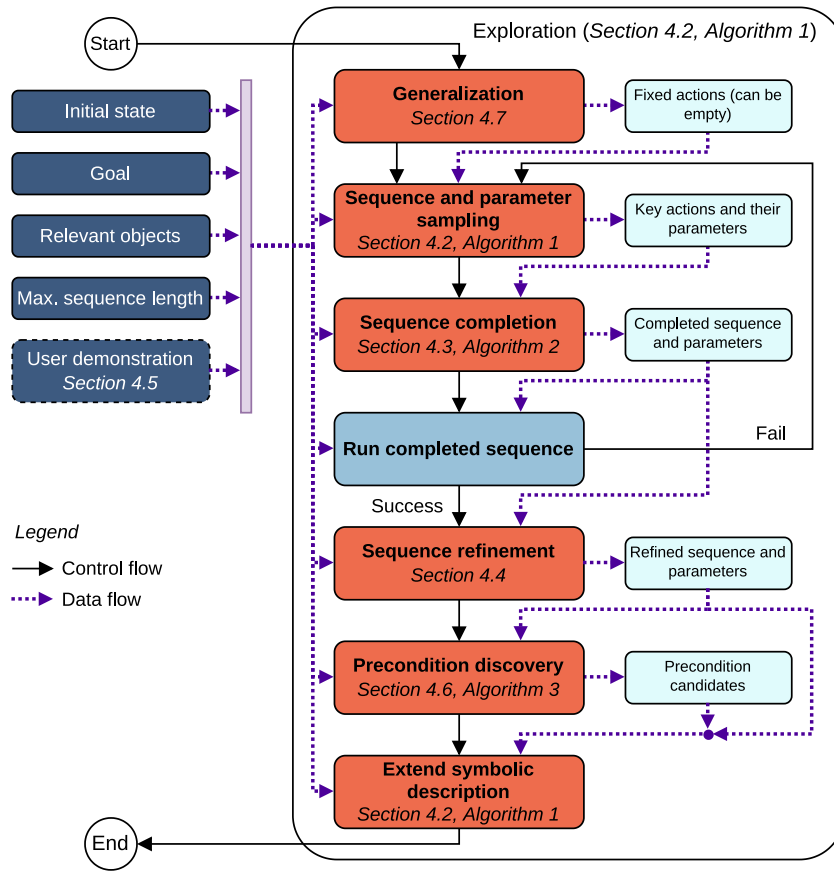 Start
Exploration (Section 4.2, Algorithm 1)
Initial state
Goal
Relevant objects
Max. sequence length
User demonstration
Section 4.5
Generalization
Section 4.7
Fixed actions (can be
empty)
Sequence and parameter
sampling
Section 4.2, Algorithm 1
Key actions and their
parameters
Sequence completion
Section 4.3, Algorithm 2
Completed sequence
and parameters
Run completed sequence
Fail
Success
Sequence refinement
Section 4.4
Refined sequence and
parameters
Precondition discovery
Section 4.6, Algorithm 3
Precondition
candidates
Extend symbolic
description
Section 4.2, Algorithm 1
Legend
Control flow
Data flow
End